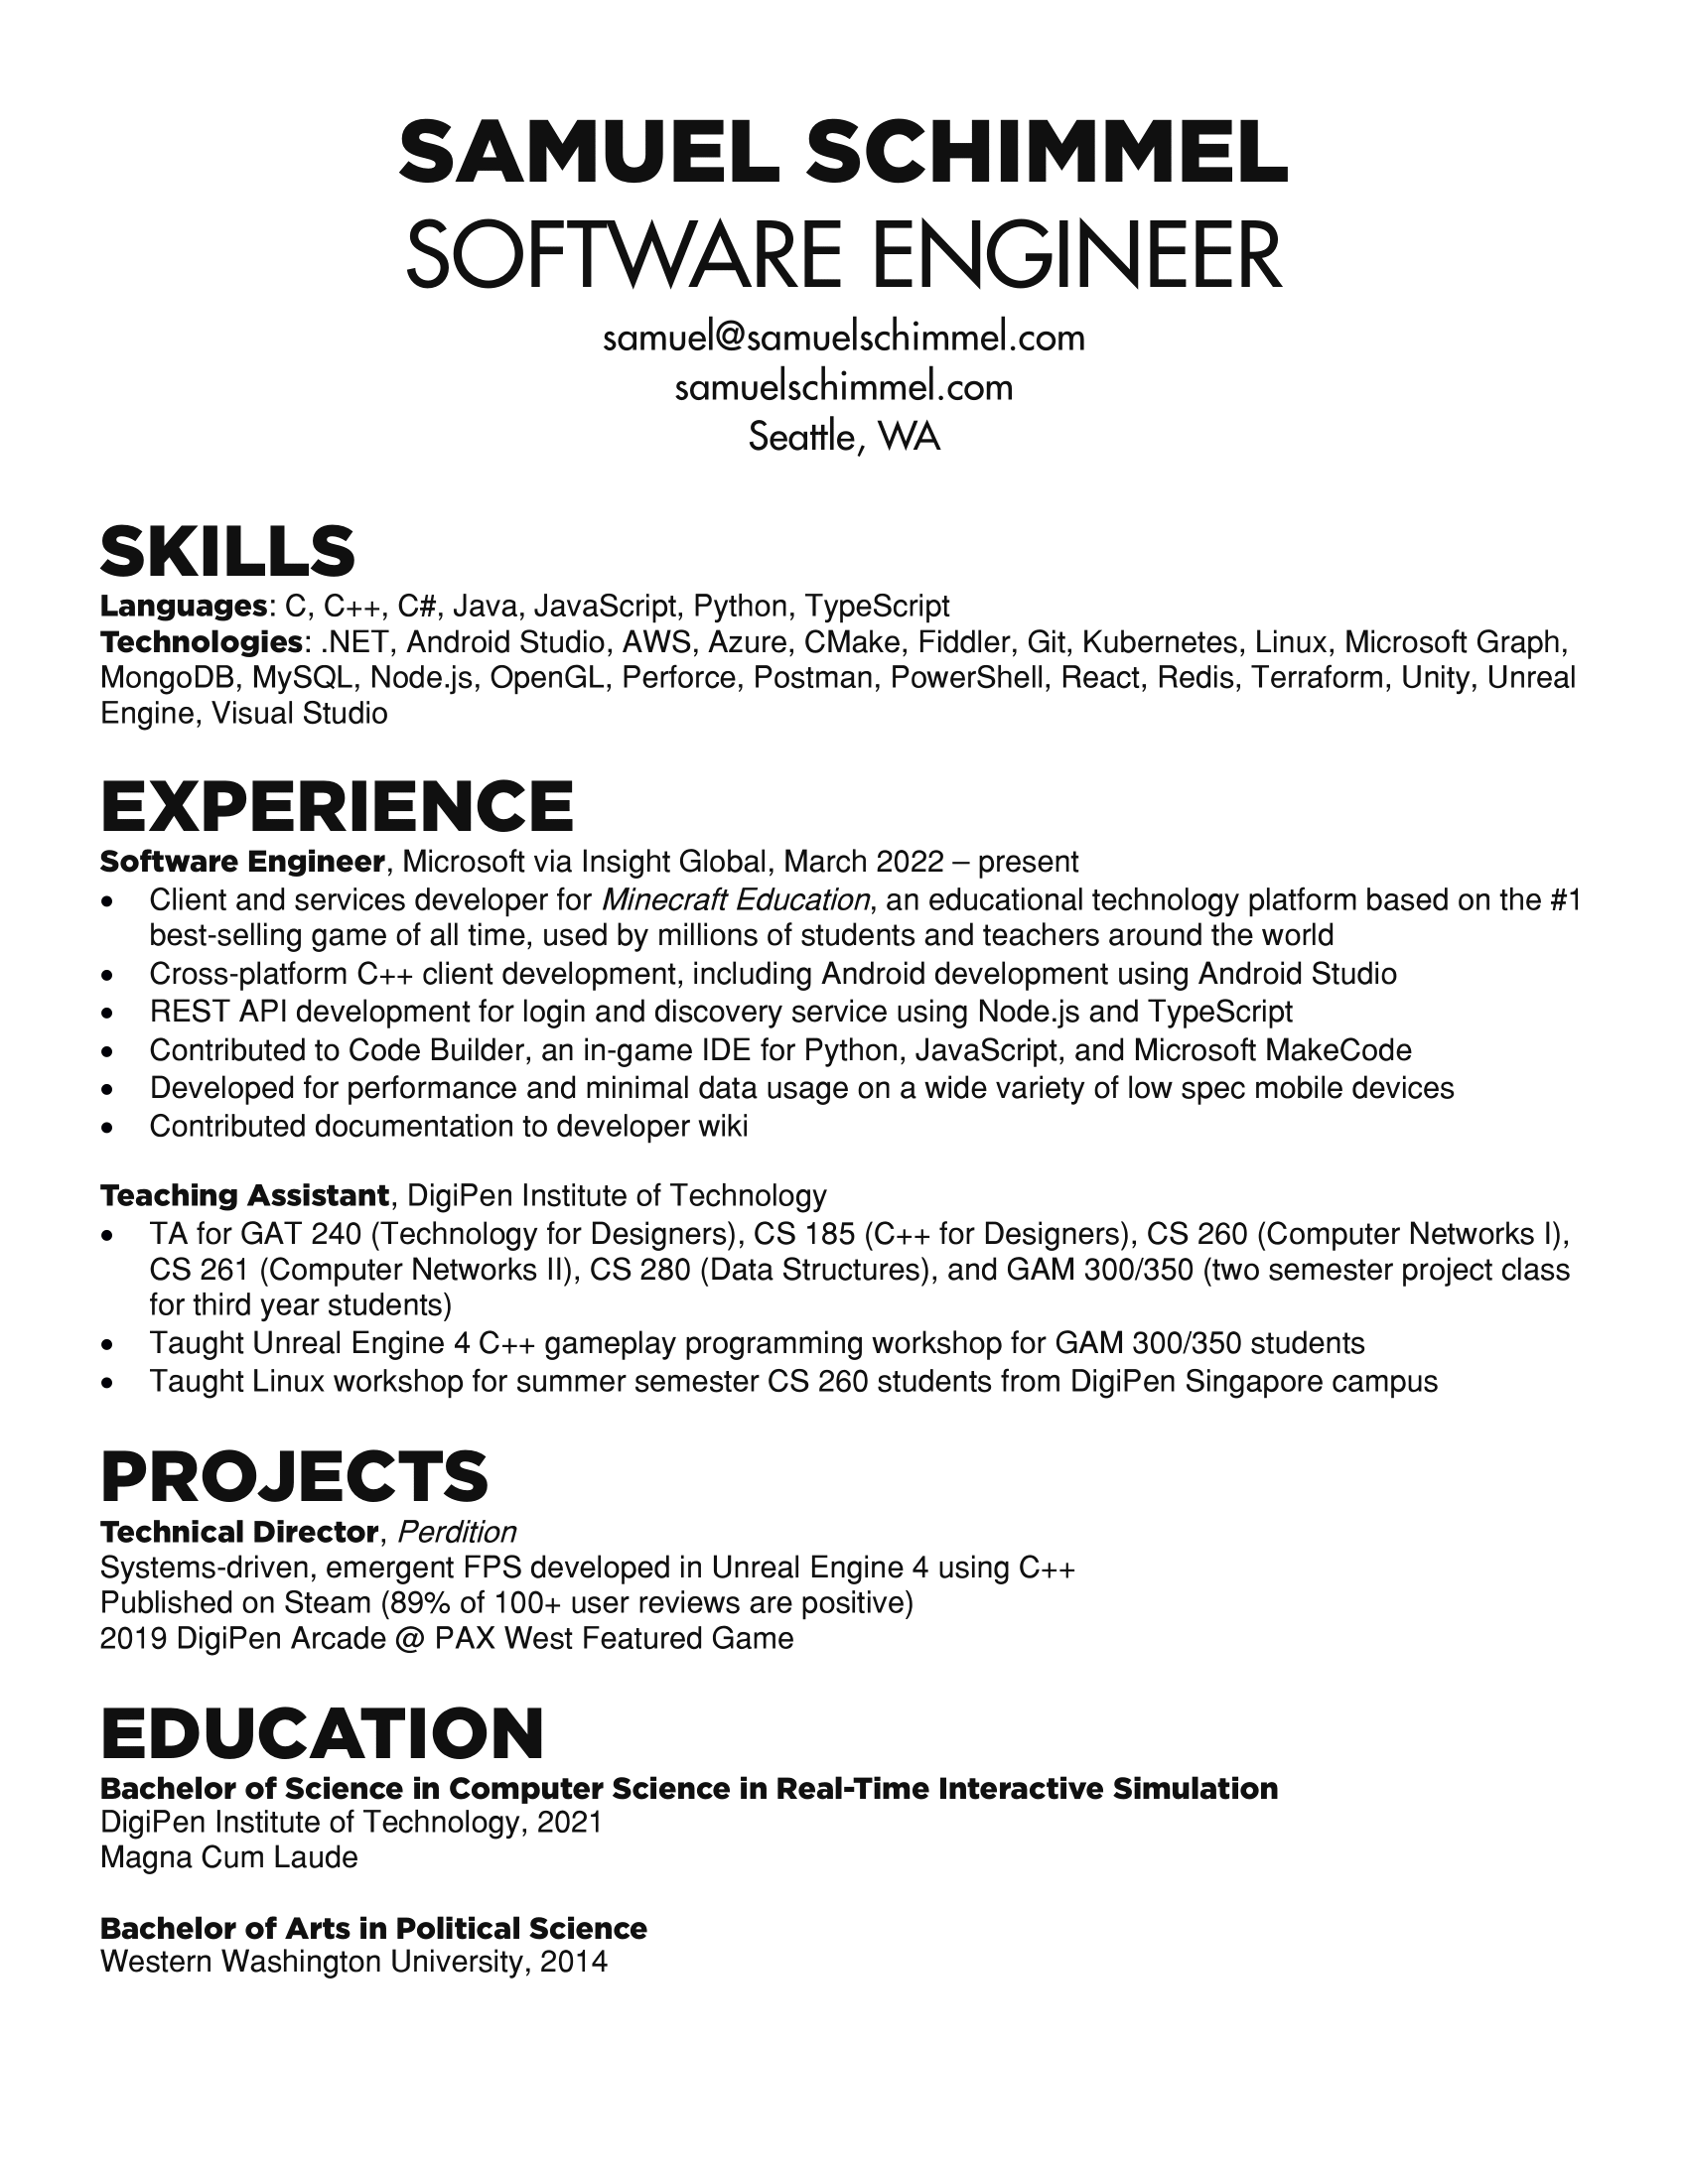 SAMUEL SCHIMMEL
SOFTWARE ENGINEER
samuel@samuelschimmel.com
samuelschimmel.com
Seattle, WA
SKILLS
Languages: C, C++, C#, Java, JavaScript, Python, TypeScript
Technologies: .NET, Android Studio, AWS, Azure, CMake, Fiddler, Git, Kubernetes, Linux, Microsoft Graph,
MongoDB, MySQL, Node.js, OpenGL, Perforce, Postman, PowerShell, React, Redis, Terraform, Unity, Unreal
Engine, Visual Studio
EXPERIENCE
Software Engineer, Microsoft via Insight Global, March 2022 – present
• Client and services developer for Minecraft Education, an educational technology platform based on the #1
best-selling game of all time, used by millions of students and teachers around the world
• Cross-platform C++ client development, including Android development using Android Studio
• REST API development for login and discovery service using Node.js and TypeScript
• Contributed to Code Builder, an in-game IDE for Python, JavaScript, and Microsoft MakeCode
• Developed for performance and minimal data usage on a wide variety of low spec mobile devices
• Contributed documentation to developer wiki
Teaching Assistant, DigiPen Institute of Technology
• TA for GAT 240 (Technology for Designers), CS 185 (C++ for Designers), CS 260 (Computer Networks I),
CS 261 (Computer Networks II), CS 280 (Data Structures), and GAM 300/350 (two semester project class
for third year students)
• Taught Unreal Engine 4 C++ gameplay programming workshop for GAM 300/350 students
• Taught Linux workshop for summer semester CS 260 students from DigiPen Singapore campus
PROJECTS
Technical Director, Perdition
Systems-driven, emergent FPS developed in Unreal Engine 4 using C++
Published on Steam (89% of 100+ user reviews are positive)
2019 DigiPen Arcade @ PAX West Featured Game
EDUCATION
Bachelor of Science in Computer Science in Real-Time Interactive Simulation
DigiPen Institute of Technology, 2021
Magna Cum Laude
Bachelor of Arts in Political Science
Western Washington University, 2014